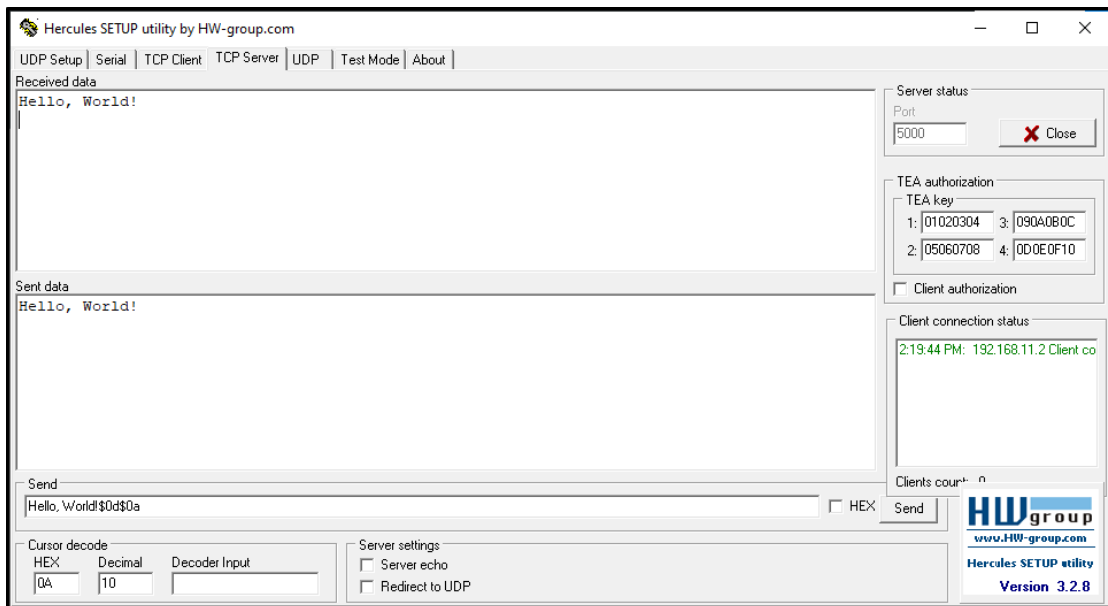 Hercules SETUP utility by HW-group.com
UDP Setup Serial TCP Client TCP Server UDP Test Mode About
Received data
Hello, World!
Server status
Port
5000
Close
TEA authorization
TEA key
1: 01020304 3: 090A0B0C
2: 05060708 4: 0D0E0F10
Client authorization
Sent data
Hello, World!
Client connection status
2:19:44 PM: 192.168.11.2 Client co
Clients count:
Send
Hello, World!$0d$0a
HEX
Send
Cursor decode
HEX Decimal Decoder Input
0A 10
Server settings
Server echo
Redirect to UDP
HWgroup
www.HW-group.com
Hercules SETUP utility
Version 3.2.8